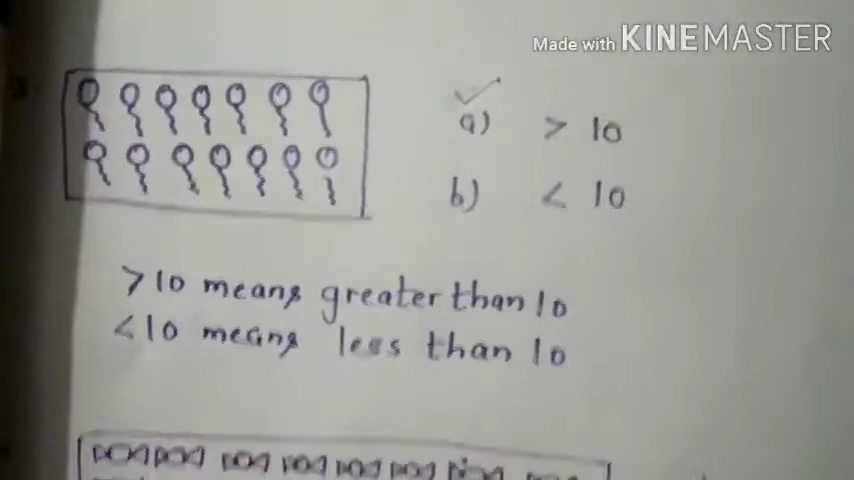 Made with KINEMASTER
a) > 10
b) < 10
>10 means greater than 10
<10 means less than 10